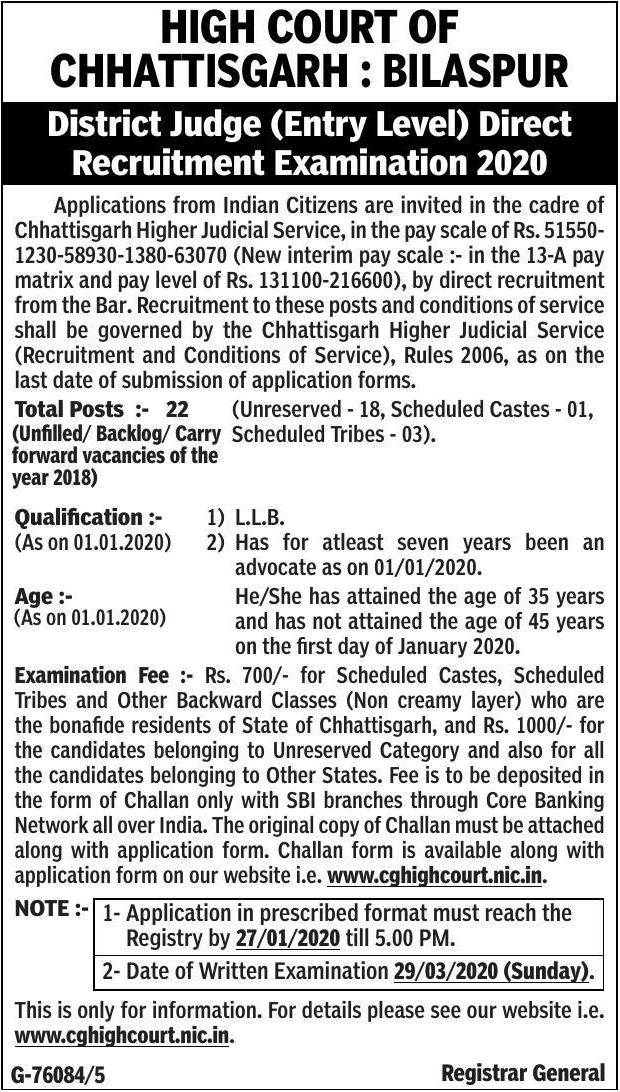 HIGH COURT OF
CHHATTISGARH : BILASPUR
District Judge (Entry Level) Direct
Recruitment Examination 2020
Applications from Indian Citizens are invited in the cadre of
Chhattisgarh Higher Judicial Service, in the pay scale of Rs. 51550-
1230-58930-1380-63070 (New interim pay scale :- in the 13-A pay
matrix and pay level of Rs. 131100-216600), by direct recruitment
from the Bar. Recruitment to these posts and conditions of service
shall be governed by the Chhattisgarh Higher Judicial Service
(Recruitment and Conditions of Service), Rules 2006, as on the
last date of submission of application forms.
Total Posts :- 22 (Unreserved - 18, Scheduled Castes - 01,
(Unfilled/ Backlog/ Carry Scheduled Tribes - 03).
forward vacancies of the
year 2018)
Qualification :- 1) L.L.B.
(As on 01.01.2020) 2) Has for atleast seven years been an
advocate as on 01/01/2020.
Age :- He/She has attained the age of 35 years
(As on 01.01.2020) and has not attained the age of 45 years
on the first day of January 2020.
Examination Fee :- Rs. 700/- for Scheduled Castes, Scheduled
Tribes and Other Backward Classes (Non creamy layer) who are
the bonafide residents of State of Chhattisgarh, and Rs. 1000/- for
the candidates belonging to Unreserved Category and also for all
the candidates belonging to Other States. Fee is to be deposited in
the form of Challan only with SBI branches through Core Banking
Network all over India. The original copy of Challan must be attached
along with application form. Challan form is available along with
application form on our website i.e. www.cghighcourt.nic.in.
NOTE :- 1- Application in prescribed format must reach the
Registry by 27/01/2020 till 5.00 PM.
2- Date of Written Examination 29/03/2020 (Sunday).
This is only for information. For details please see our website i.e.
www.cghighcourt.nic.in.
G-76084/5 Registrar General